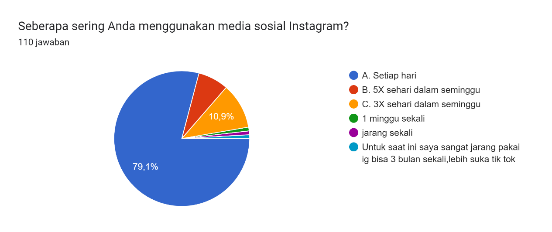 Seberapa sering Anda menggunakan media sosial Instagram?
110 jawaban
A. Setiap hari
B. 5X sehari dalam seminggu
C. 3X sehari dalam seminggu
1 minggu sekali
jarang sekali
Untuk saat ini saya sangat jarang pakai
ig bisa 3 bulan sekali,lebih suka tik tok
10,9%
79,1%